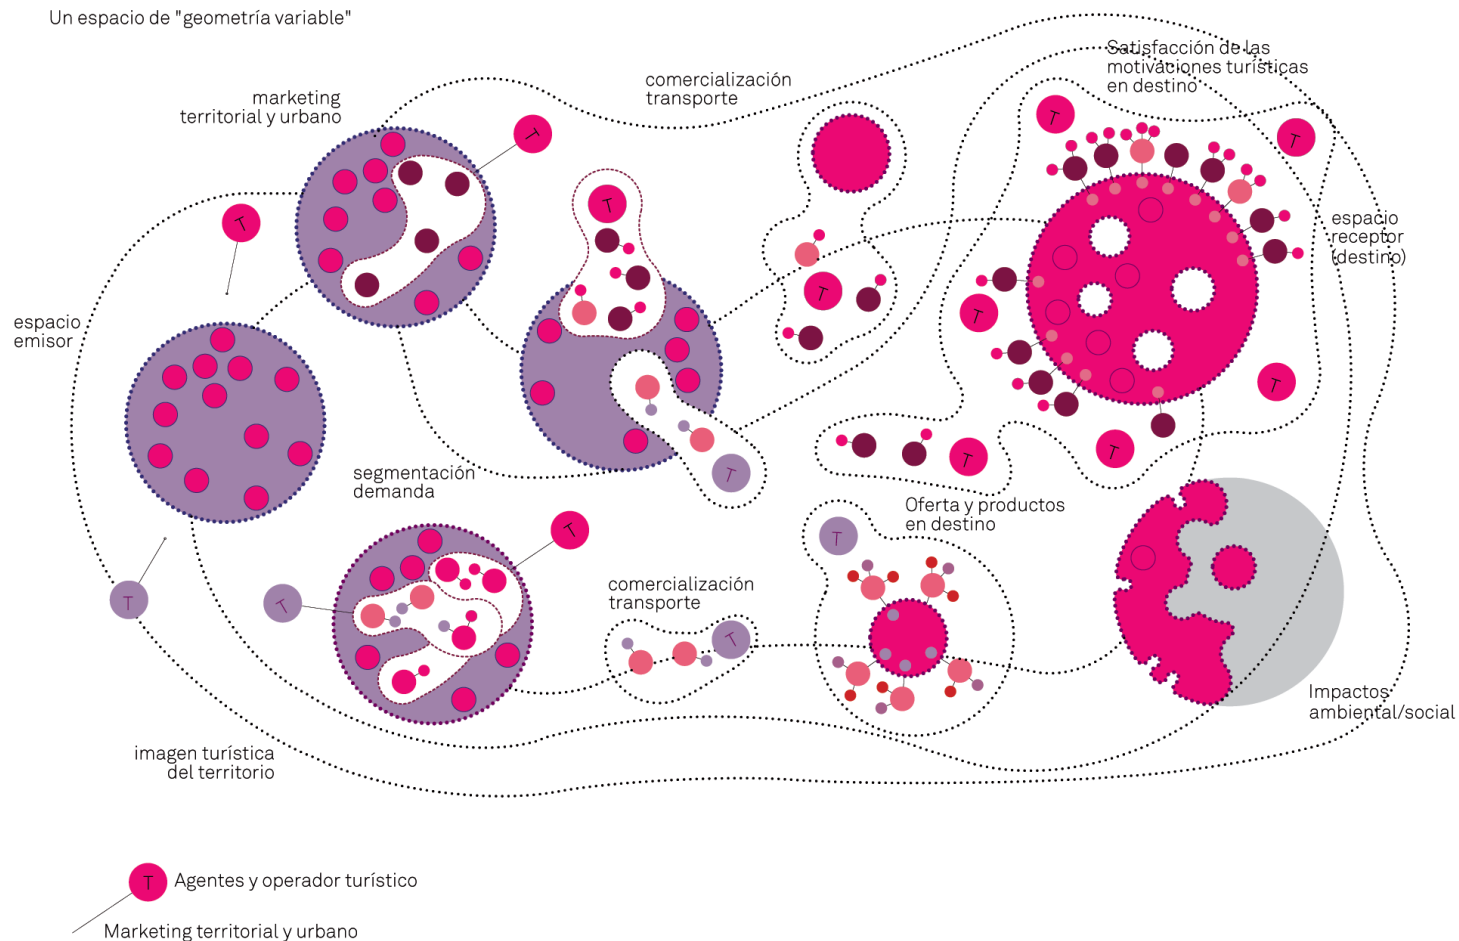 Un espacio de "geometría variable"
marketing
territorial y urbano
comercialización
transporte
Satisfacción de las
motivaciones turísticas
en destino
T
T
T
T
T
espacio
receptor
(destino)
T
T
espacio
emisor
T
T
T
T
T
segmentación
demanda
Oferta y productos
en destino
T
T
comercialización
transporte
T
T
T
Impactos
ambiental/social
imagen turística
del territorio
T
Agentes y operador turístico
Marketing territorial y urbano